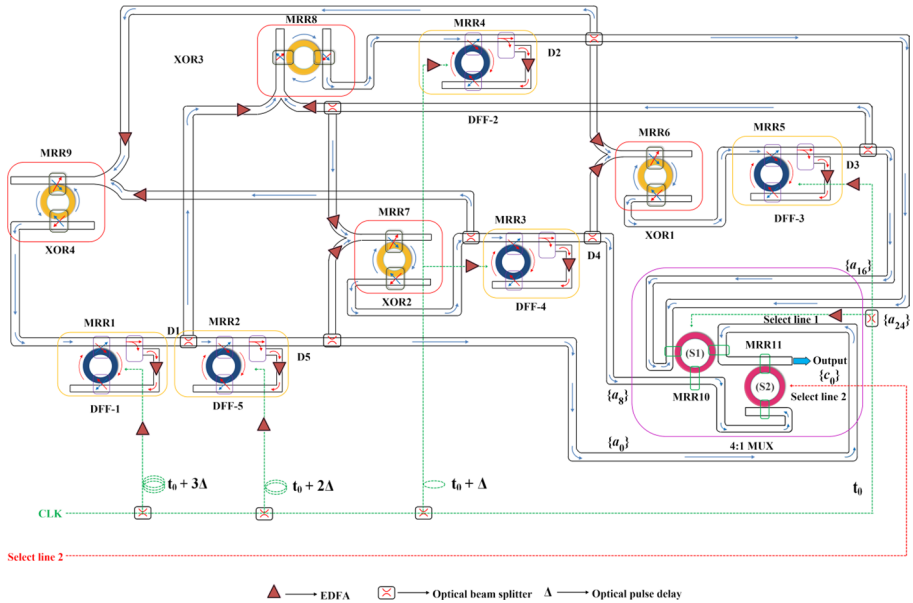 MRR8
MRR4
XOR3
D2
DFF-2
MRR6
MRR5
D3
MRR9
XOR4
MRR7
MRR3
XOR1
DFF-3
D4
XOR2
DFF-4
{a16}
MRR1
D1
MRR2
D5
Select line 1
{a24}
(S1)
MRR11
Output
{c0}
(S2)
Select line 2
MRR10
DFF-1
DFF-5
{a8}
{a0}
4:1 MUX
t0 + 3Δ
t0 + 2Δ
t0 + Δ
t0
CLK
Select line 2
EDFA
Optical beam splitter
Δ
Optical pulse delay